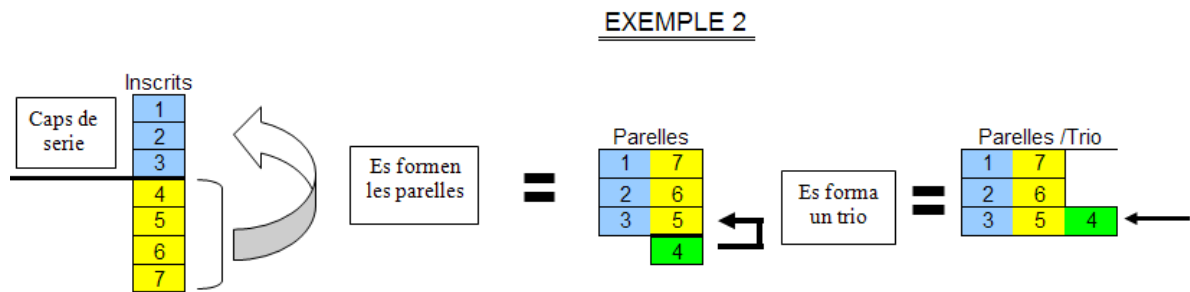 EXEMPLE 2
Inscrits
Caps de
serie
1
2
3
4
5
6
7
Es formen
les parelles
=
Parelles
1 7
2 6
3 5
4
Es forma
un trio
=
Parelles /Trio
1 7
2 6
3 5 4